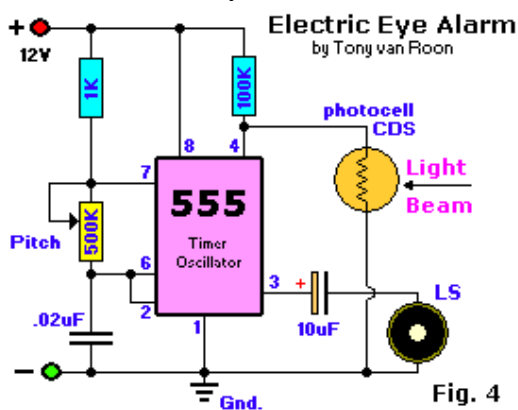 Electric Eye Alarm
by Tony van Roon
+
12V
1K
100K
photocell
CDS
8
4
7
Light
Beam
555
Timer
Oscillator
Pitch
500K
6
2
3
+
LS
.02uF
1
10uF
-
Gnd.
Fig. 4